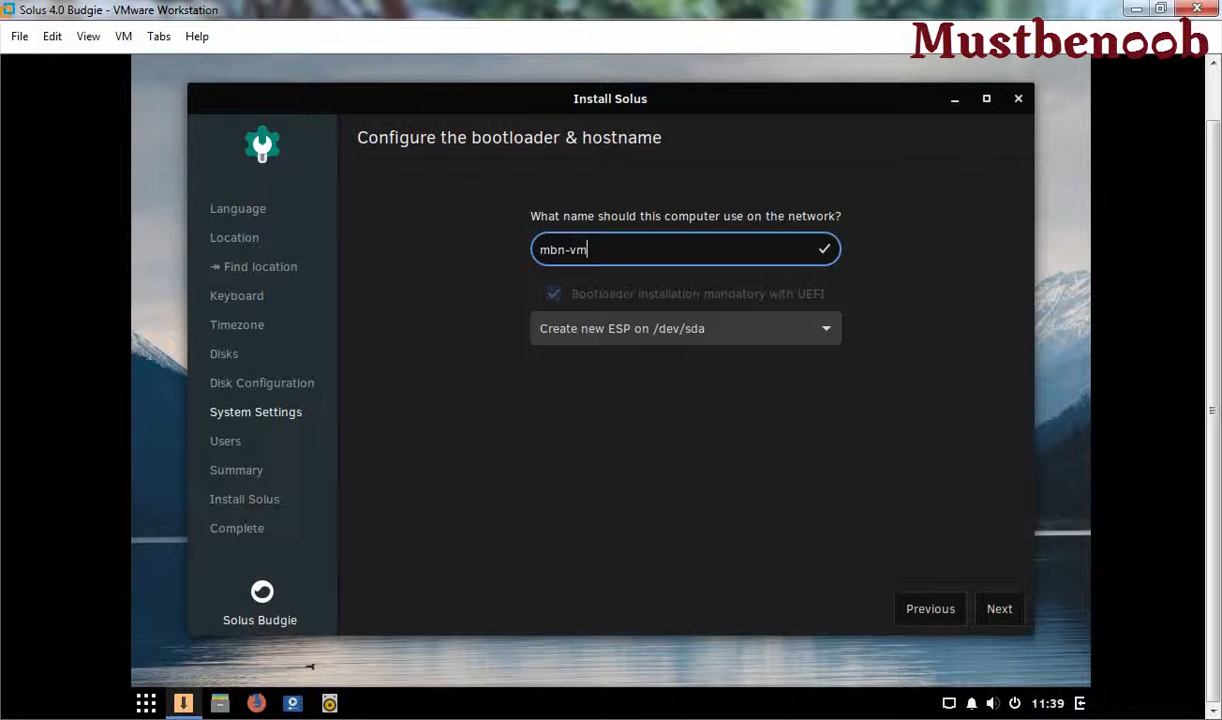 Solus 4.0 Budgie - VMware Workstation
File Edit View VM Tabs Help
Mustbenoob
Install Solus
Configure the bootloader & hostname
Language
Location
↠ Find location
Keyboard
Timezone
Disks
Disk Configuration
System Settings
Users
Summary
Install Solus
Complete
Solus Budgie
What name should this computer use on the network?
mbn-vm
Bootloader installation mandatory with UEFI
Create new ESP on /dev/sda
Previous Next
11:39